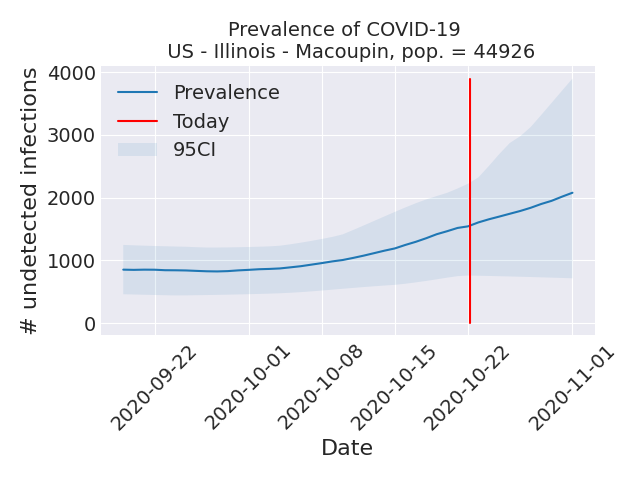 Prevalence of COVID-19
US - Illinois - Macoupin, pop. = 44926
# undetected infections
4000
3000
2000
1000
0
Prevalence
Today
95CI
2020-09-22
2020-10-01
2020-10-08
2020-10-15
2020-10-22
2020-11-01
Date